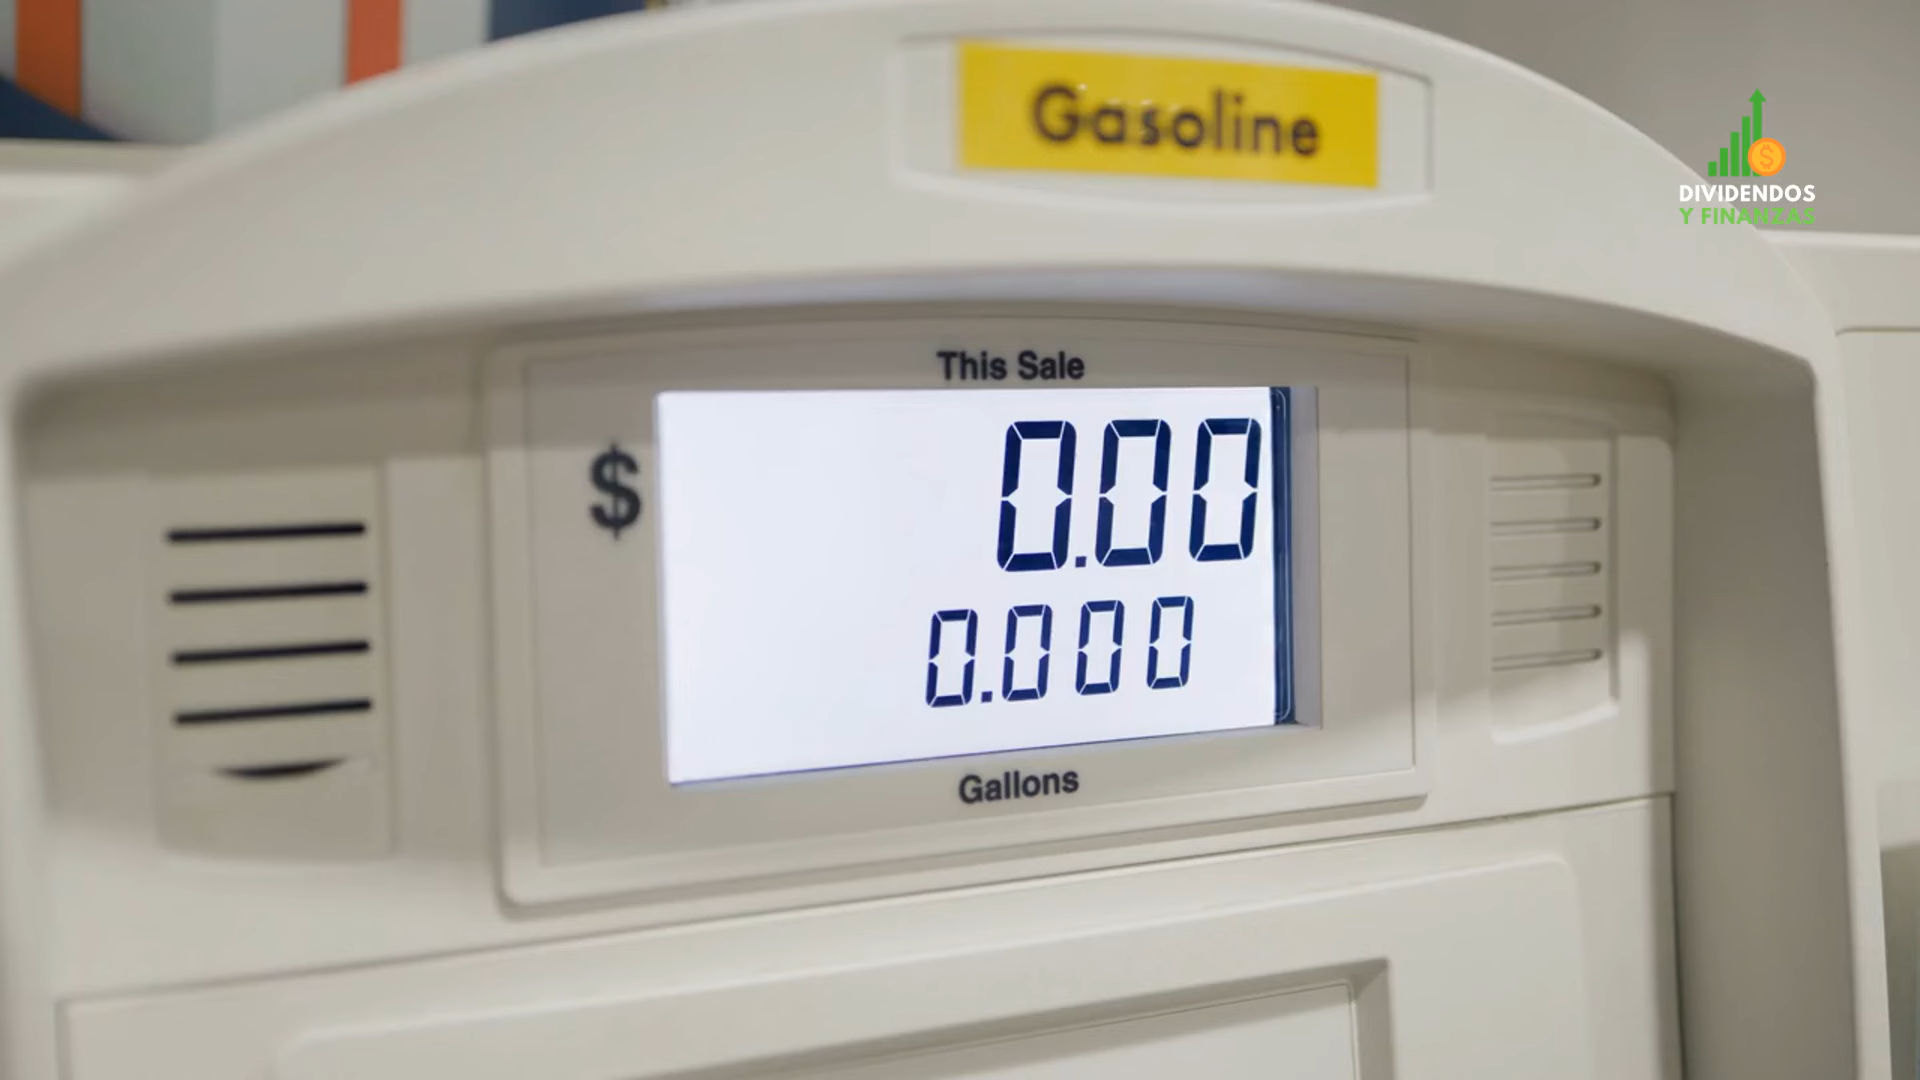 Gasoline
DIVIDENDOS
Y FINANZAS
This Sale
$ 0.00
0.000
Gallons